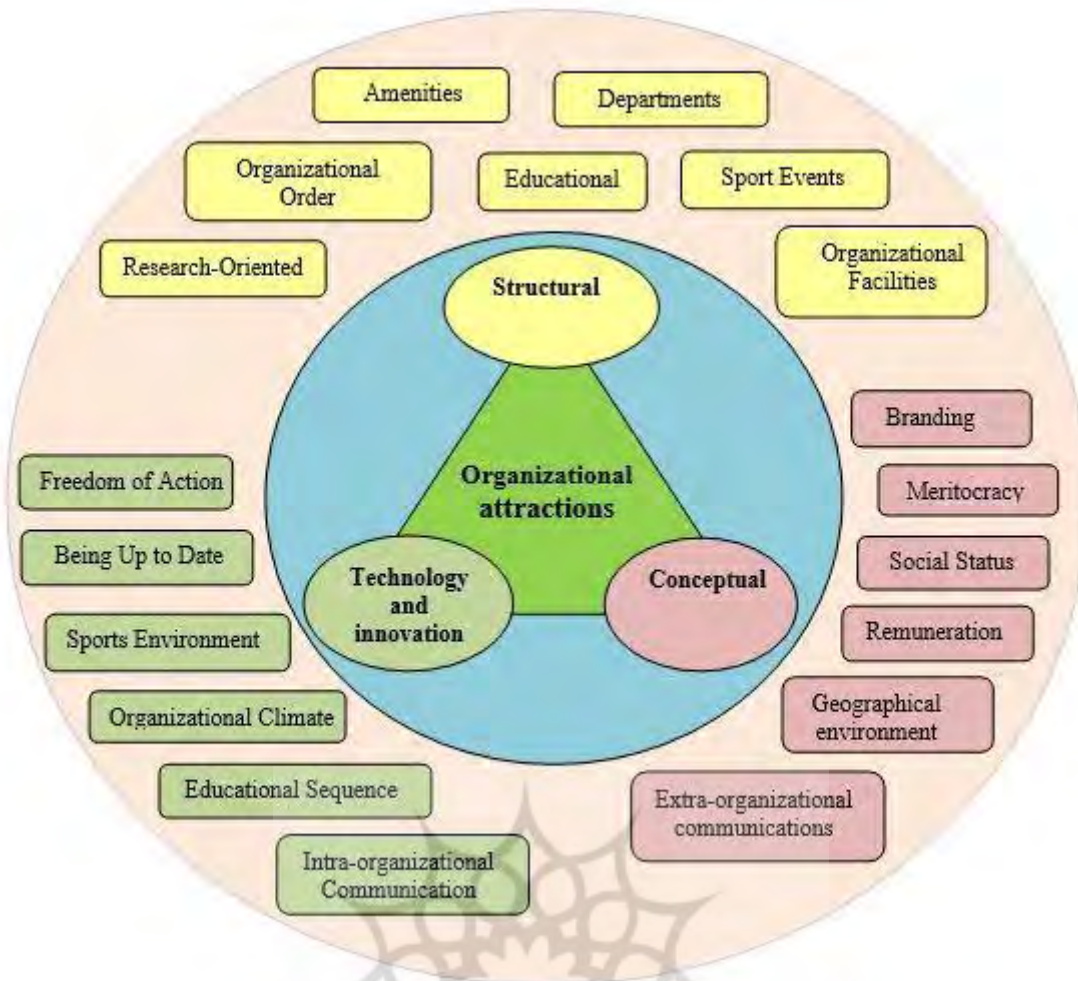 Amenities
Departments
Organizational
Order
Educational
Sport Events
Research-Oriented
Organizational
Facilities
Structural
Branding
Freedom of Action
Organizational
attractions
Meritocracy
Being Up to Date
Technology
and
innovation
Conceptual
Social Status
Sports Environment
Remuneration
Organizational Climate
Geographical
environment
Educational Sequence
Extra-organizational
communications
Intra-organizational
Communication